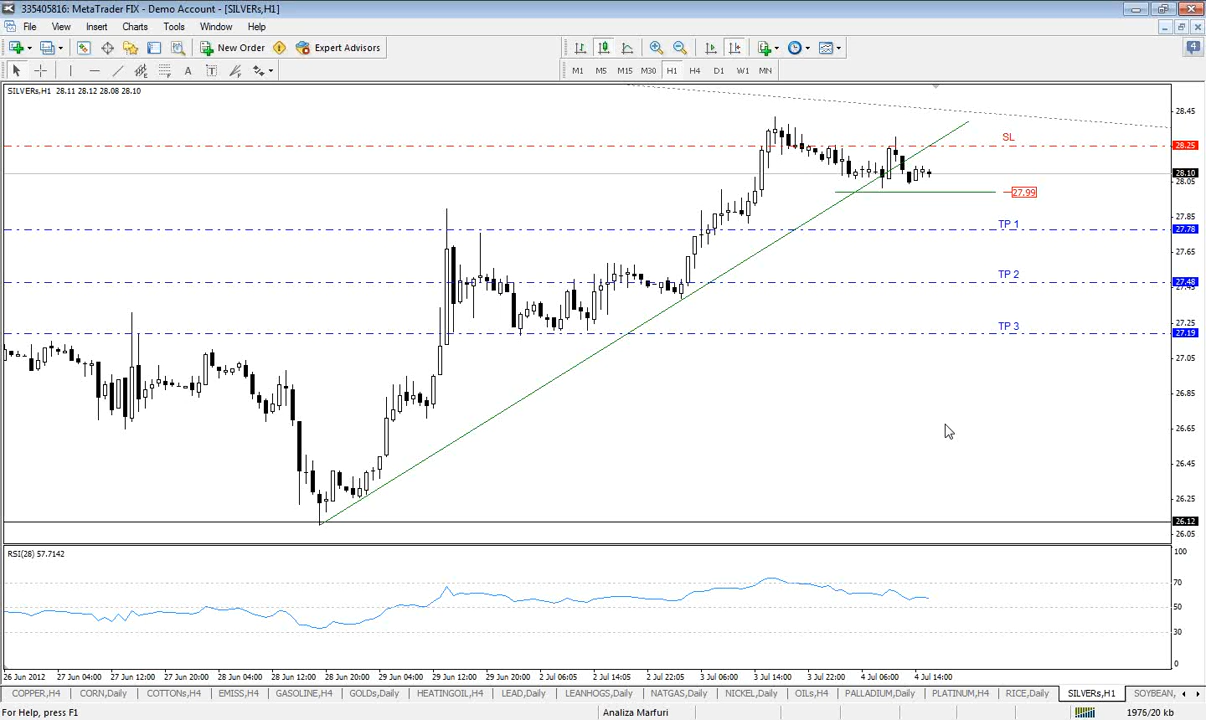 335405816: MetaTrader FIX - Demo Account - [SILVERs,H1]
File View Insert Charts Tools Window Help
New Order Expert Advisors
4
A T M1 M5 M15 M30 H1 H4 D1 W1 MN
SILVERs,H1 28.11 28.12 28.08 28.10
28.45
SL
28.25
28.10
28.05
27.99
27.85
TP 1
27.78
27.65
TP 2
27.48
27.45
27.25
TP 3
27.19
27.05
26.85
26.65
26.45
26.25
26.12
26.05
RSI(28) 57.7142
100
70
50
30
0
26 Jun 2012 27 Jun 04:00 27 Jun 12:00 27 Jun 20:00 28 Jun 04:00 28 Jun 12:00 28 Jun 20:00 29 Jun 04:00 29 Jun 12:00 29 Jun 20:00 2 Jul 06:05 2 Jul 14:05 2 Jul 22:05 3 Jul 06:00 3 Jul 14:00 3 Jul 22:00 4 Jul 06:00 4 Jul 14:00
COPPER,H4 CORN,Daily COTTONs,H4 EMISS,H4 GASOLINE,H4 GOLDs,Daily HEATINGOIL,H4 LEAD,Daily LEANHOGS,Daily NATGAS,Daily NICKEL,Daily OILs,H4 PALLADIUM,Daily PLATINUM,H4 RICE,Daily SILVERs,H1 SOYBEAN,
For Help, press F1 Analiza Marfuri 1976/20 kb